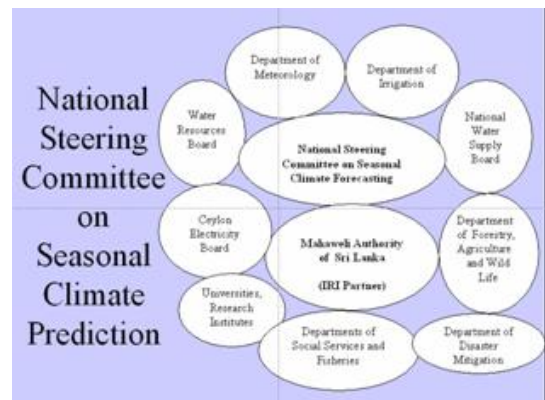 National
Steering
Committee
on
Seasonal
Climate
Prediction
Department of
Meteorology
Department of
Irrigation
Water
Resources
Board
National Steering
Committee on Seasonal
Climate Forecasting
National
Water
Supply
Board
Ceylon
Electricity
Board
Mahaweli Authority
of Sri Lanka
(IRI Partner)
Department
of Forestry,
Agriculture
and Wild
Life
Universities,
Research
Institutes
Departments of
Social Services and
Fisheries
Department of
Disaster
Mitigation